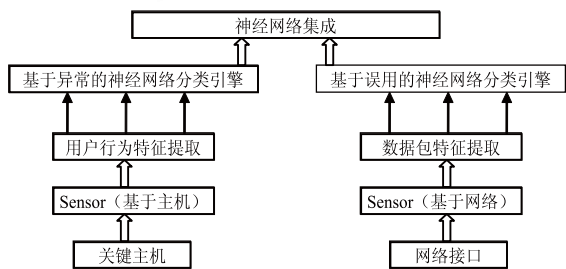 神经网络集成
基于异常的神经网络分类引擎
基于误用的神经网络分类引擎
用户行为特征提取
数据包特征提取
Sensor（基于主机）
Sensor（基于网络）
关键主机
网络接口